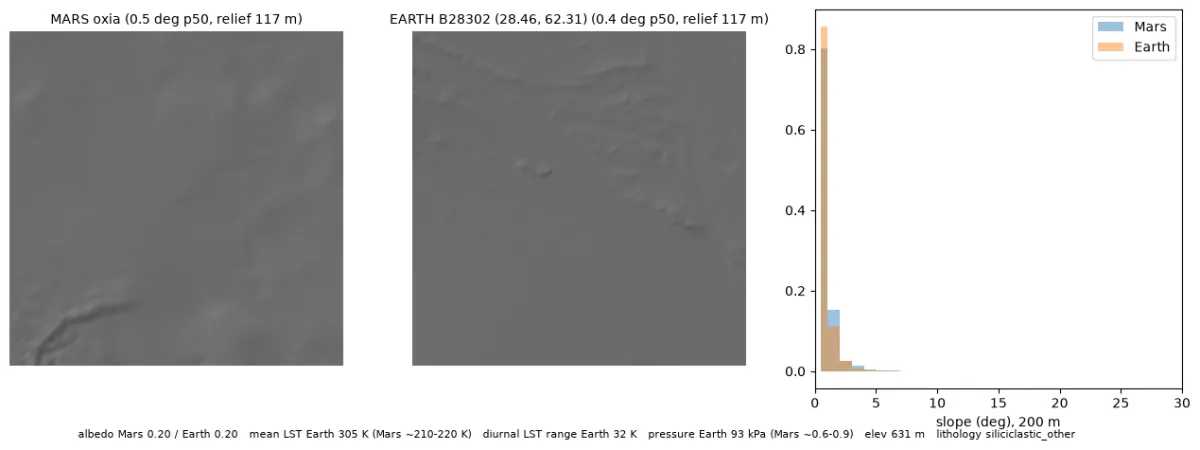 MARS oxia (0.5 deg p50, relief 117 m)
EARTH B28302 (28.46, 62.31) (0.4 deg p50, relief 117 m)
Mars
Earth
0.8
0.6
0.4
0.2
0.0
0 5 10 15 20 25 30
slope (deg), 200 m
albedo Mars 0.20 / Earth 0.20 mean LST Earth 305 K (Mars ~210-220 K) diurnal LST range Earth 32 K pressure Earth 93 kPa (Mars ~0.6-0.9) elev 631 m lithology siliciclastic_other